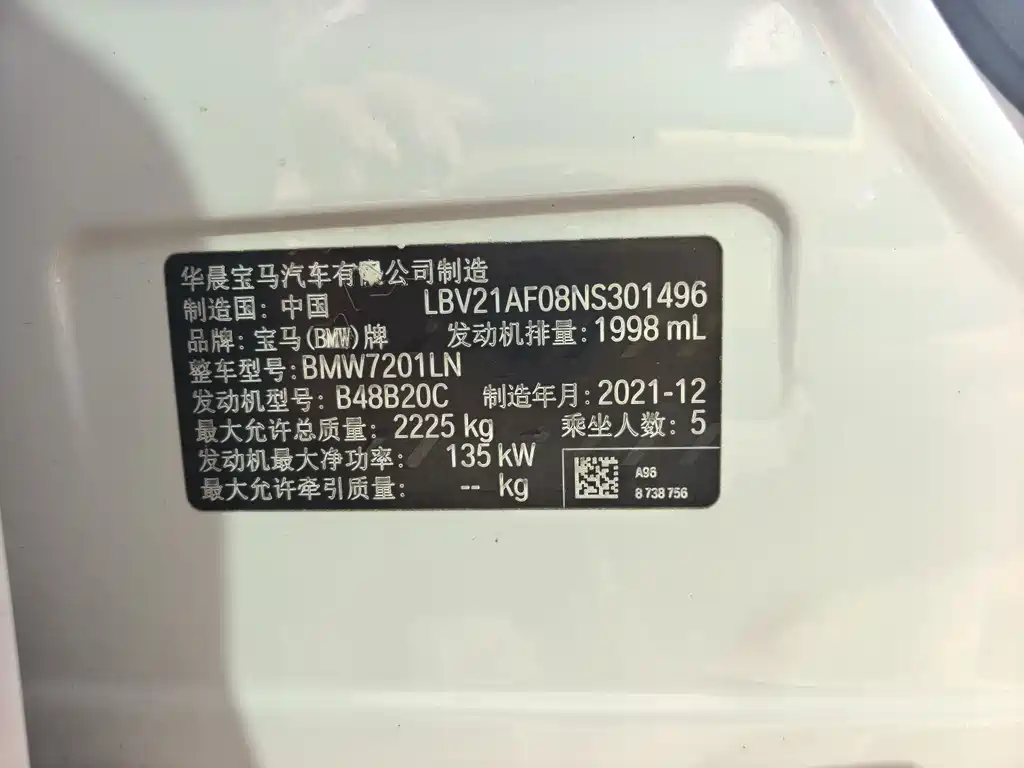 华晨宝马汽车有限公司制造
制造国: 中国 LBV21AF08NS301496
品牌: 宝马(BMW)牌 发动机排量: 1998 mL
整车型号: BMW7201LN
发动机型号: B48B20C 制造年月: 2021-12
最大允许总质量: 2225 kg 乘坐人数: 5
发动机最大净功率: 135 kW
最大允许牵引质量: -- kg
A96
8 738 756